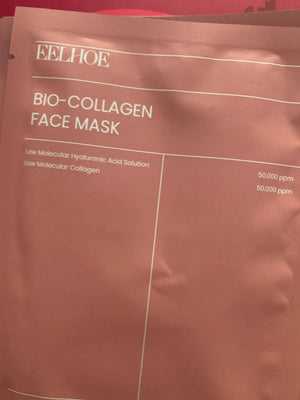 EELHOE
BIO-COLLAGEN
FACE MASK
Low Molecular Hyaluronic Acid Solution 50.000 ppm
Low Molecular Collagen 50.000 ppm